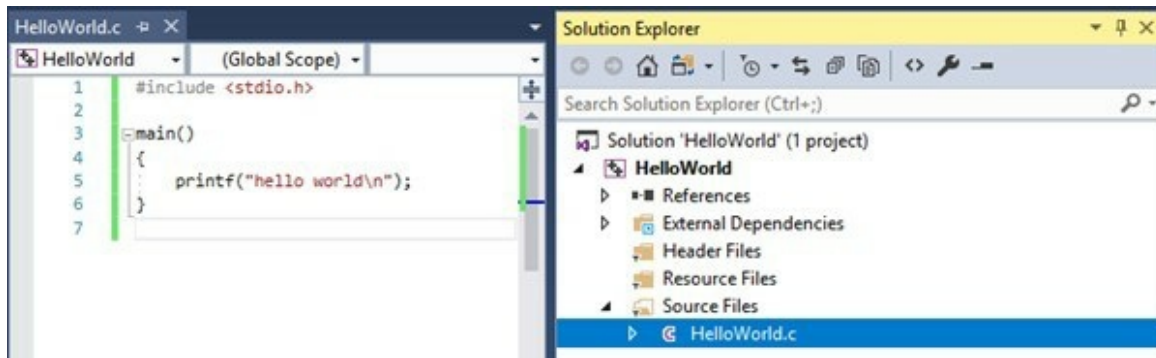 HelloWorld.c
HelloWorld
(Global Scope)
1 #include <stdio.h>
2
3 main()
4 {
5 printf("hello world\n");
6 }
7
Solution Explorer
Search Solution Explorer (Ctrl+;)
Solution 'HelloWorld' (1 project)
HelloWorld
References
External Dependencies
Header Files
Resource Files
Source Files
HelloWorld.c